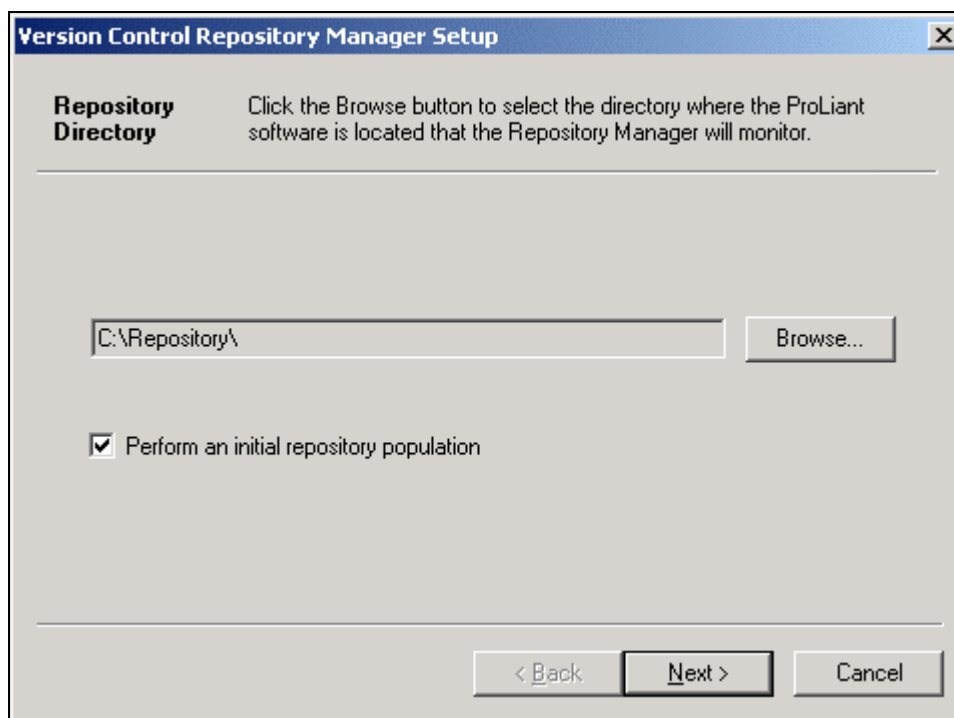 Version Control Repository Manager Setup
Repository Directory
Click the Browse button to select the directory where the ProLiant
software is located that the Repository Manager will monitor.
C:\Repository\
Browse...
Perform an initial repository population
< Back
Next >
Cancel